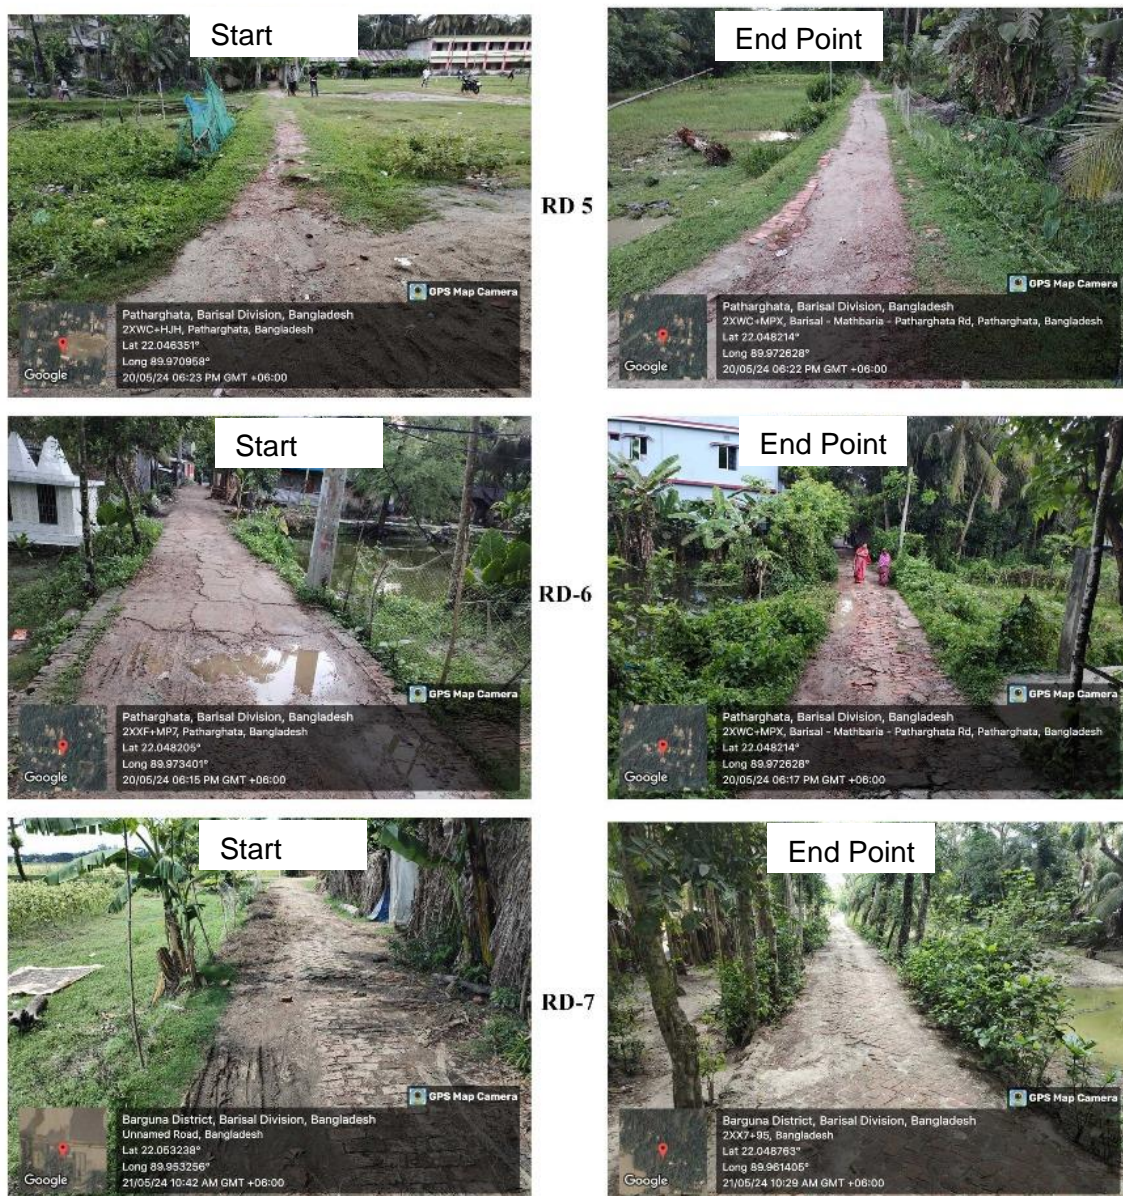 Start
End Point
RD 5
GPS Map Camera
Patharghata, Barisal Division, Bangladesh
2XWC+HJH, Patharghata, Bangladesh
Lat 22.046351°
Long 89.970958°
20/05/24 06:23 PM GMT +06:00
Google
GPS Map Camera
Patharghata, Barisal Division, Bangladesh
2XWC+MPX, Barisal - Mathbaria - Patharghata Rd, Patharghata, Bangladesh
Lat 22.048214°
Long 89.972628°
20/05/24 06:22 PM GMT +06:00
Google
Start
End Point
RD-6
GPS Map Camera
Patharghata, Barisal Division, Bangladesh
2XXF+MP7, Patharghata, Bangladesh
Lat 22.048205°
Long 89.973401°
20/05/24 06:15 PM GMT +06:00
Google
GPS Map Camera
Patharghata, Barisal Division, Bangladesh
2XWC+MPX, Barisal - Mathbaria - Patharghata Rd, Patharghata, Bangladesh
Lat 22.048214°
Long 89.972628°
20/05/24 06:17 PM GMT +06:00
Google
Start
End Point
RD-7
GPS Map Camera
Barguna District, Barisal Division, Bangladesh
Unnamed Road, Bangladesh
Lat 22.053238°
Long 89.953256°
21/05/24 10:42 AM GMT +06:00
Google
GPS Map Camera
Barguna District, Barisal Division, Bangladesh
2XX7+95, Bangladesh
Lat 22.048763°
Long 89.961405°
21/05/24 10:29 AM GMT +06:00
Google